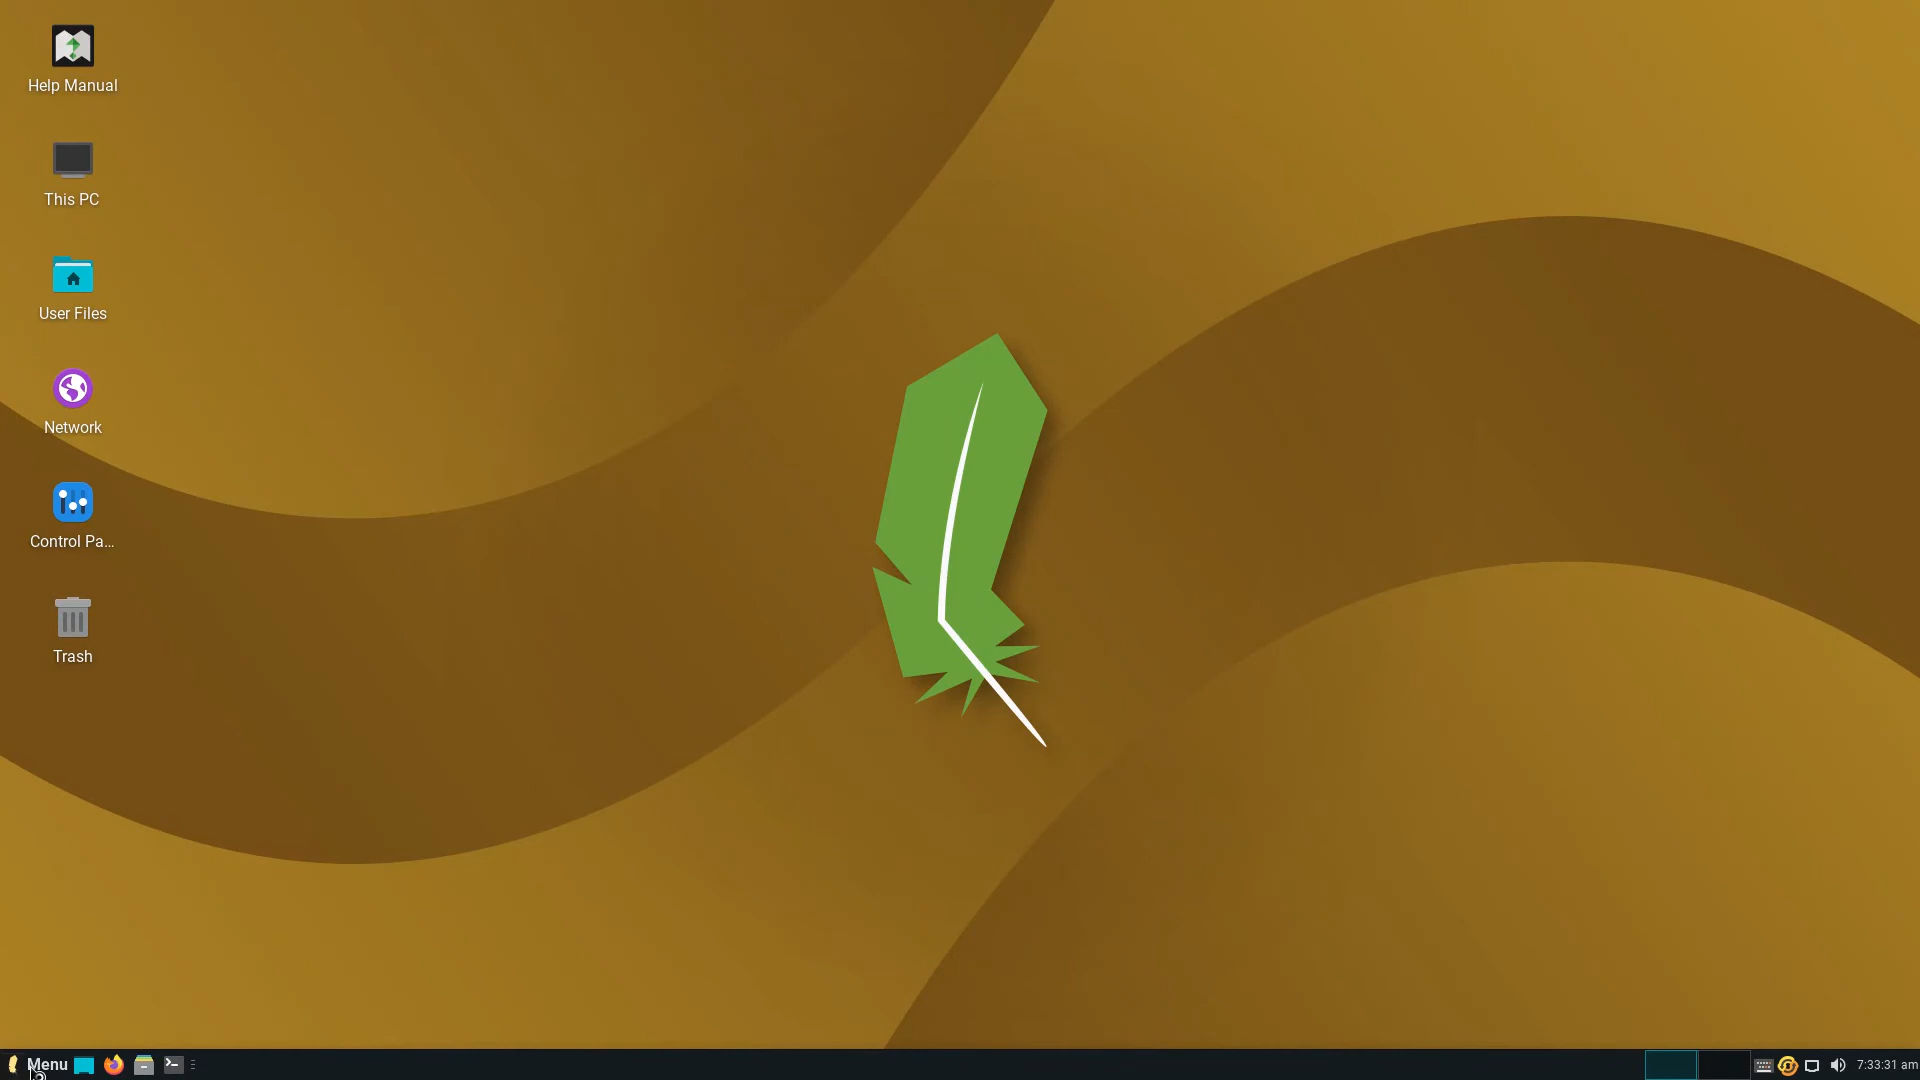 Help Manual
This PC
User Files
Network
Control Pa...
Trash
Menu
7:33:31 am